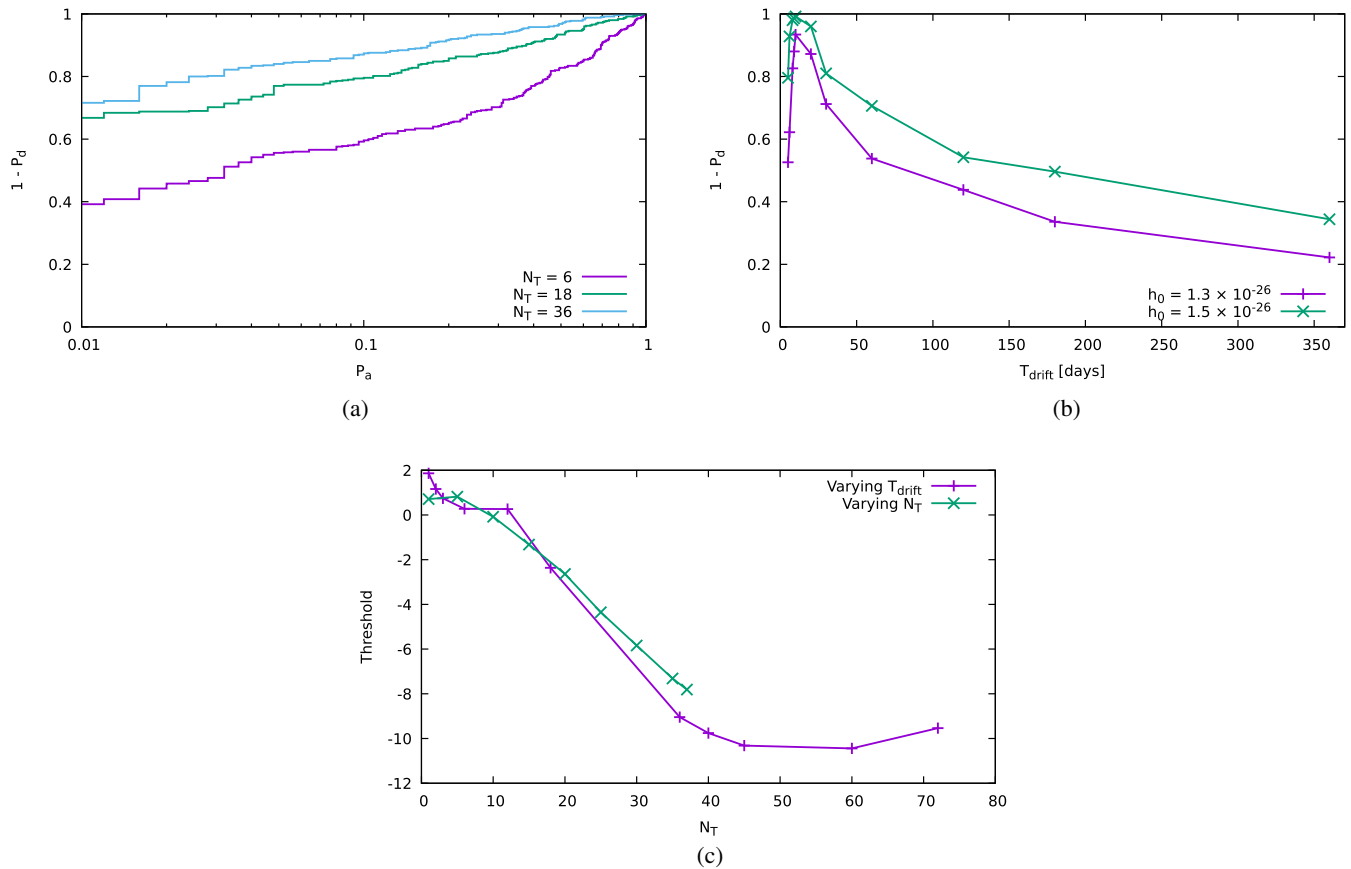 1
0.8
0.6
0.4
0.2
0
1 - P_d
0.01
0.1
1
P_a
N_T = 6
N_T = 18
N_T = 36
(a)
1
0.8
0.6
0.4
0.2
0
1 - P_d
0
50
100
150
200
250
300
350
T_drift [days]
h_0 = 1.3 × 10^-26
h_0 = 1.5 × 10^-26
(b)
2
0
-2
-4
-6
-8
-10
-12
Threshold
0
10
20
30
40
50
60
70
80
N_T
Varying T_drift
Varying N_T
(c)